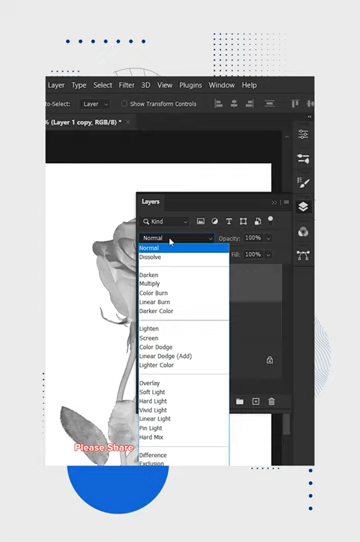 Layer Type Select Filter 3D View Plugins Window Help
to-Select: Layer Show Transform Controls
% (Layer 1 copy, RGB/8) *
Layers
Kind
Normal Opacity: 100%
Normal
Fill: 100%
Dissolve
Darken
Multiply
Color Burn
Linear Burn
Darker Color
Lighten
Screen
Color Dodge
Linear Dodge (Add)
Lighter Color
Overlay
Soft Light
Hard Light
Vivid Light
Linear Light
Pin Light
Hard Mix
Difference
Exclusion
Please Share